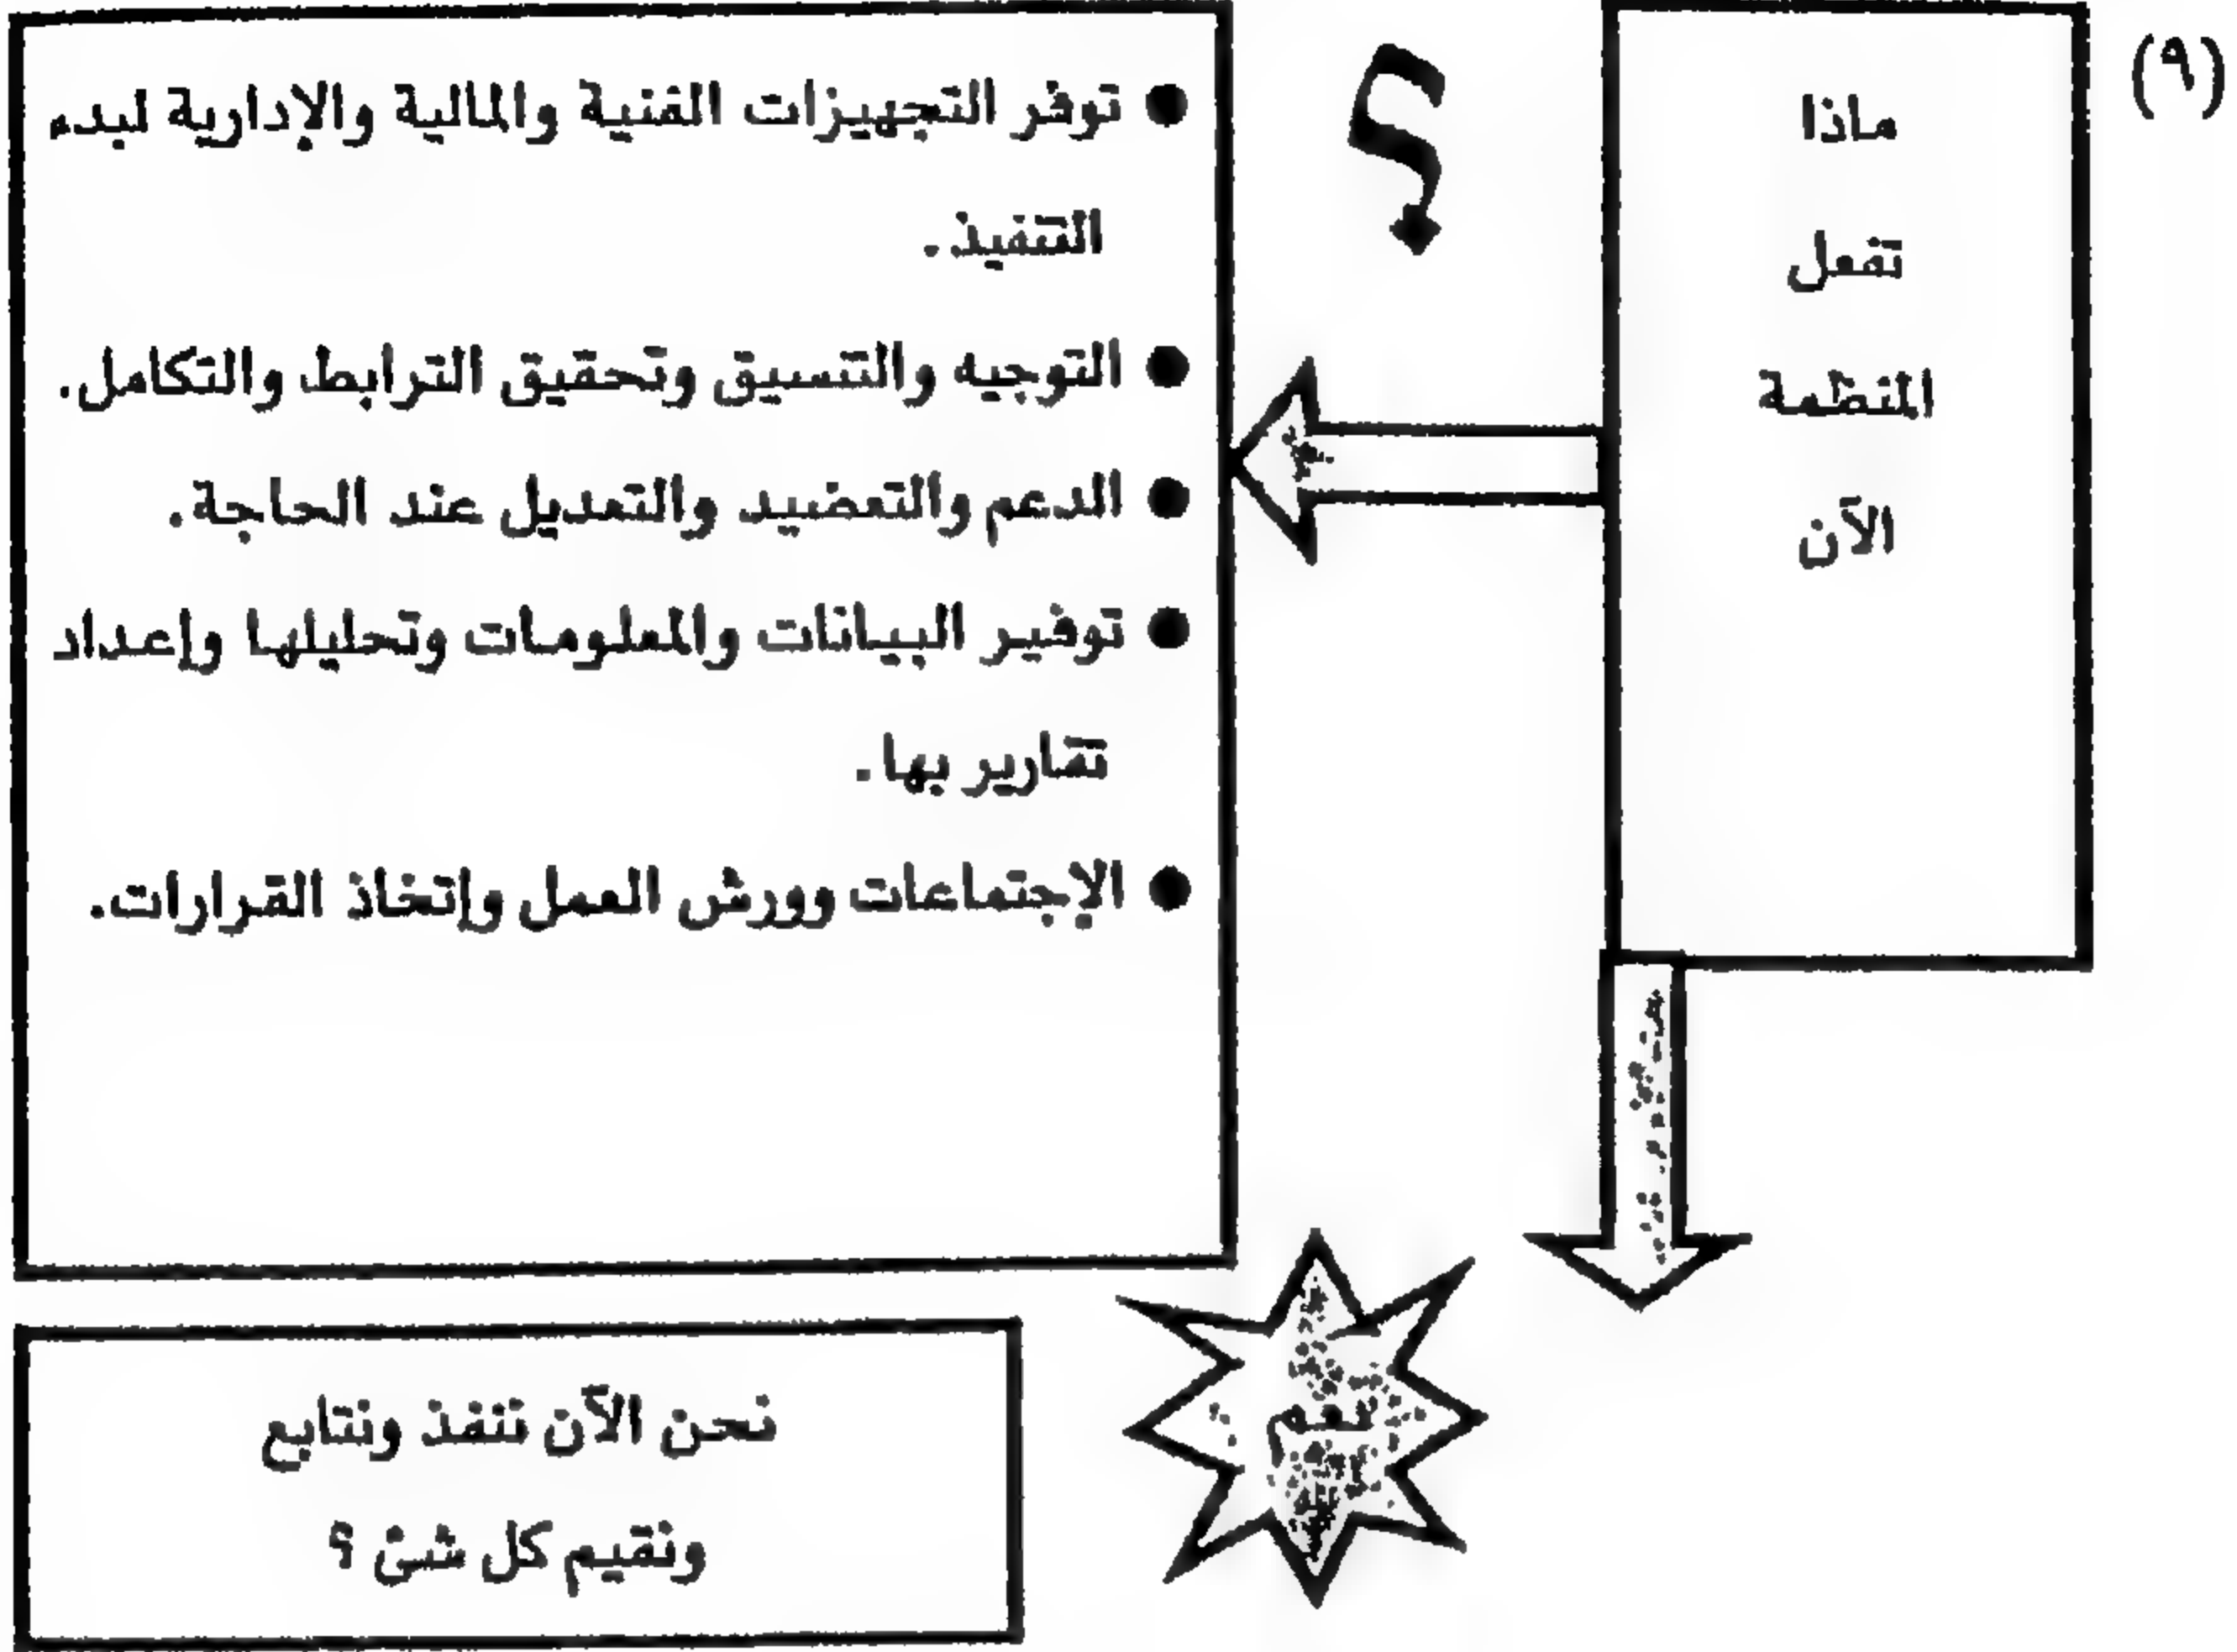 (٩)
ماذا
تفعل
المنظمة
الآن
؟
● توفر التجهيزات الفنية والمالية والإدارية لبدء
التنفيذ.
● التوجيه والتنسيق وتحقيق الترابط والتكامل.
● الدعم والتعضيد والتعديل عند الحاجة.
● توفير البيانات والمعلومات وتحليلها وإعداد
تقارير بها.
● الإجتماعات وورش العمل وإتخاذ القرارات.
نعم
نحن الآن ننفذ ونتابع
ونقيم كل شئ ؟